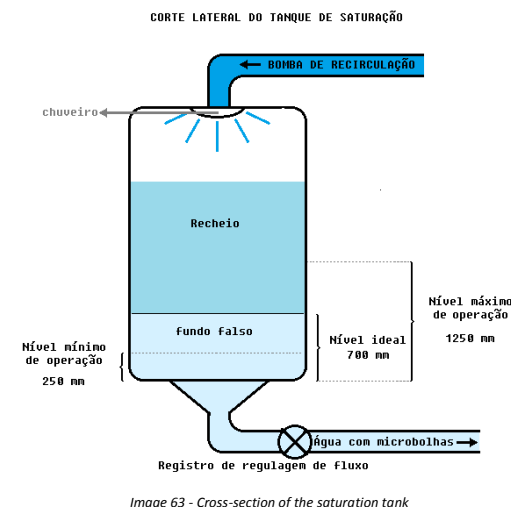 CORTE LATERAL DO TANQUE DE SATURAÇÃO
BOMBA DE RECIRCULAÇÃO
chuveiro
Recheio
fundo falso
Nível mínimo
de operação
250 mm
Nível ideal
700 mm
Nível máximo
de operação
1250 mm
Água com microbolhas
Registro de regulagem de fluxo
Image 63 - Cross-section of the saturation tank